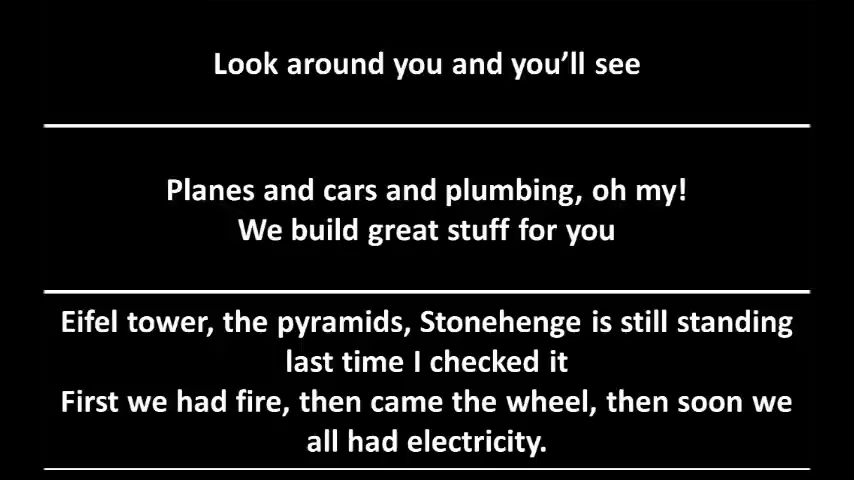 Look around you and you’ll see
Planes and cars and plumbing, oh my!
We build great stuff for you
Eifel tower, the pyramids, Stonehenge is still standing
last time I checked it
First we had fire, then came the wheel, then soon we
all had electricity.